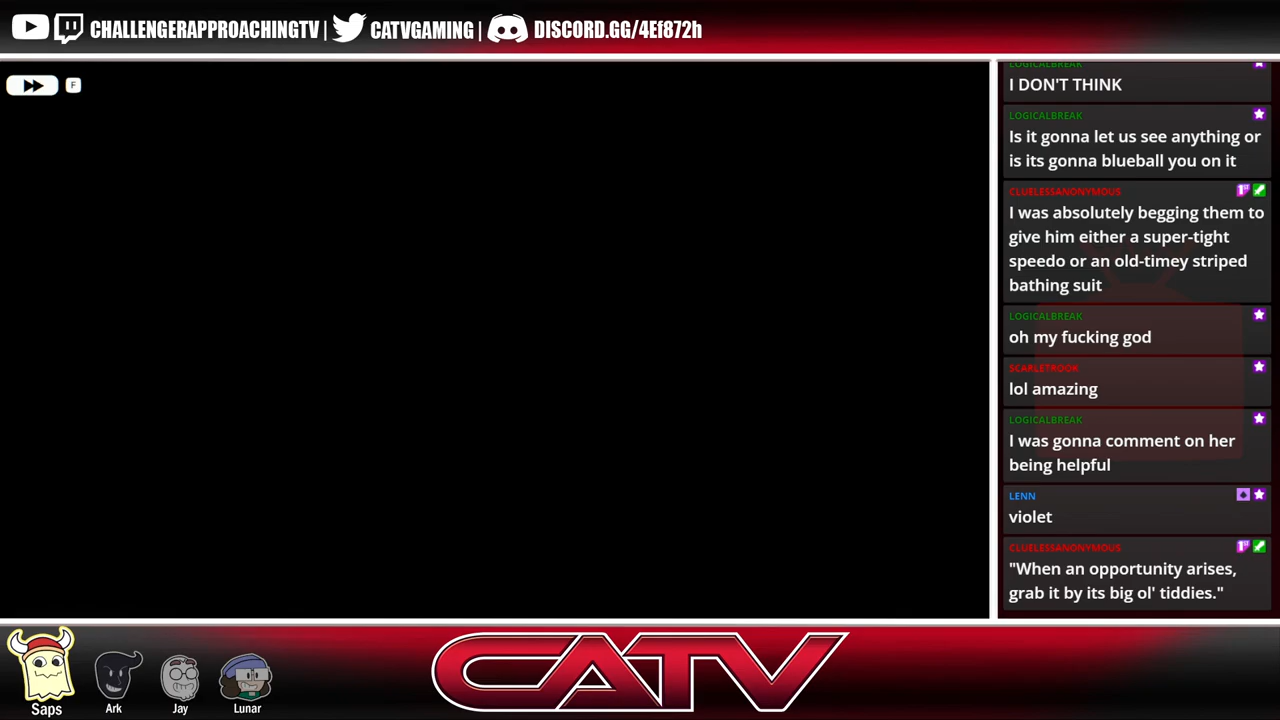 CHALLENGERAPPROACHINGTV | CATVGAMING | DISCORD.GG/4Ef872h
F
LOGICALBREAK
I DON'T THINK
LOGICALBREAK
Is it gonna let us see anything or
is its gonna blueball you on it
CLUELESSANONYMOUS
I was absolutely begging them to
give him either a super-tight
speedo or an old-timey striped
bathing suit
LOGICALBREAK
oh my fucking god
SCARLETROOK
lol amazing
LOGICALBREAK
I was gonna comment on her
being helpful
LENN
violet
CLUELESSANONYMOUS
"When an opportunity arises,
grab it by its big ol' tiddies."
CATV
Saps
Ark
Jay
Lunar